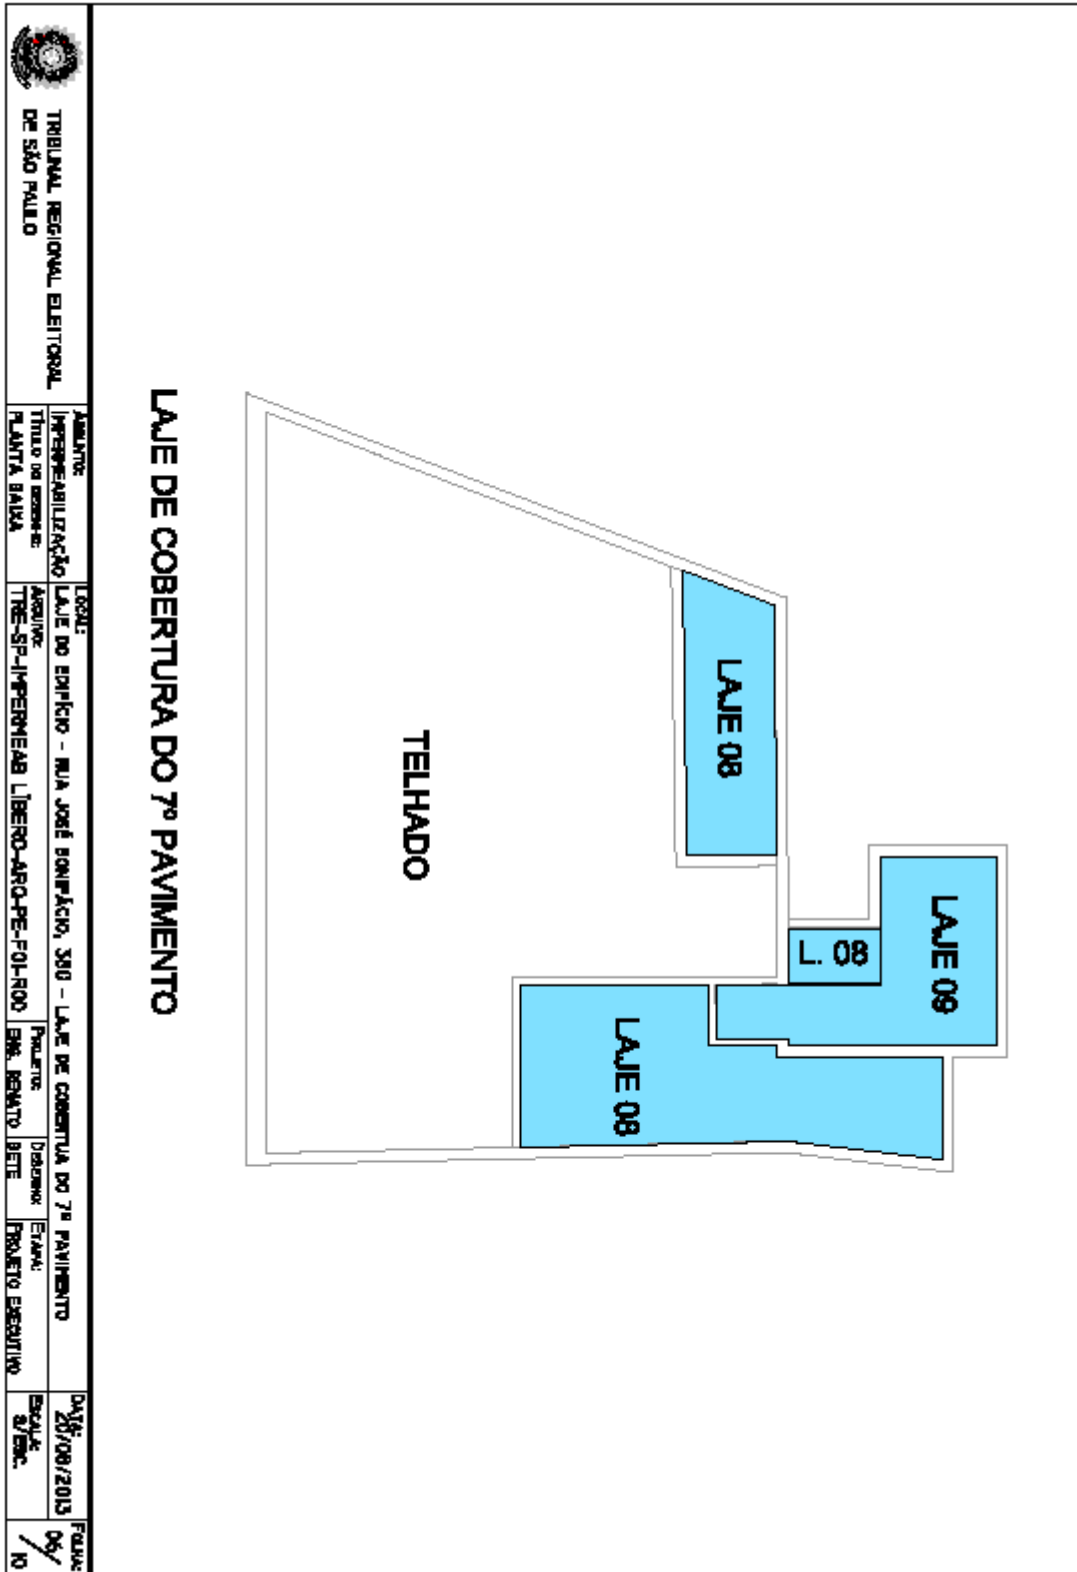 LAJE 09
L. 08
LAJE 08
LAJE 08
TELHADO
LAJE DE COBERTURA DO 7º PAVIMENTO
TRIBUNAL REGIONAL ELEITORAL
DE SÃO PAULO
ASSUNTO:
IMPERMEABILIZAÇÃO
TÍTULO DO DESENHO:
PLANTA BAIXA
LOCAL:
LAJE DO EDIFÍCIO - RUA JOSÉ BONIFÁCIO, 380 - LAJE DE COBERTUA DO 7º PAVIMENTO
ARQUIVO:
TRE-SP-IMPERMEAB LÍBERO-ARQ-PE-F01-R00
PROJETO:
ENG. RENATO
DESENHO:
BETE
ETAPA:
PROJETO EXECUTIVO
DATA:
20/08/2013
ESCALA:
S/ESC.
FOLHA:
06/
10